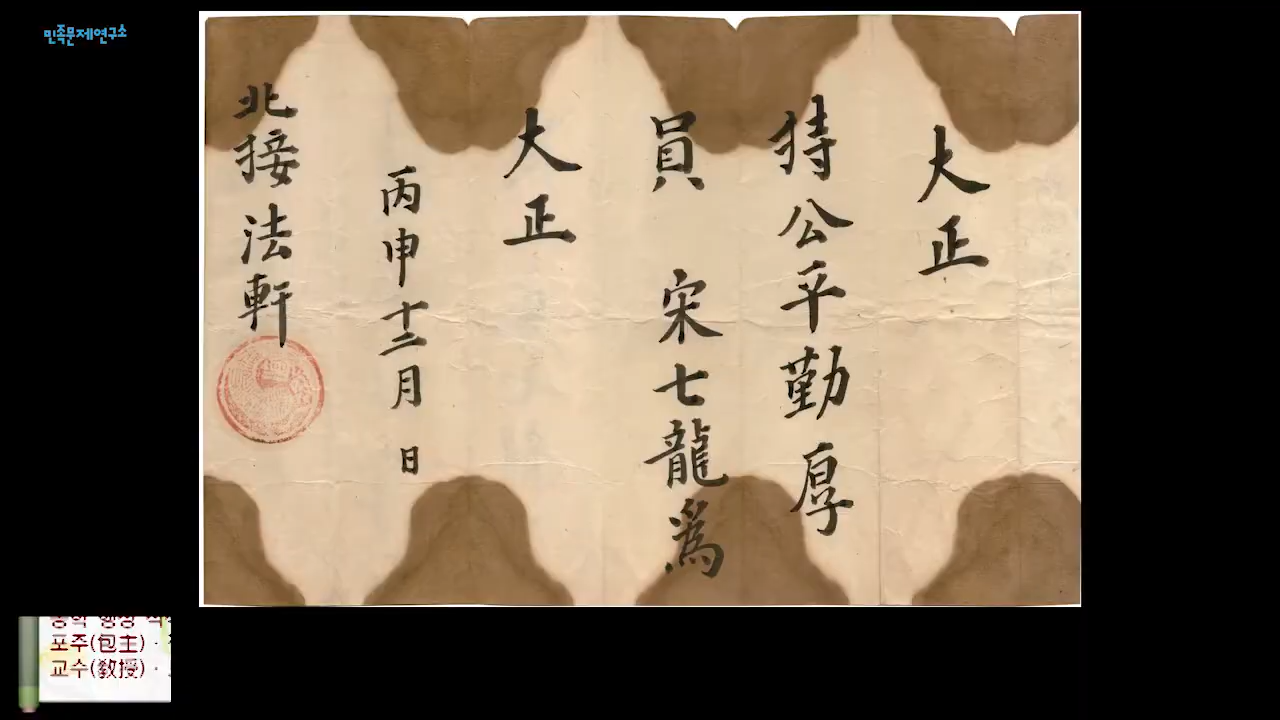 민족문제연구소
大正
持公平勤厚
員 宋七龍爲
大正
丙申十二月 日
北接法軒
포주(包主)·
교수(敎授)·